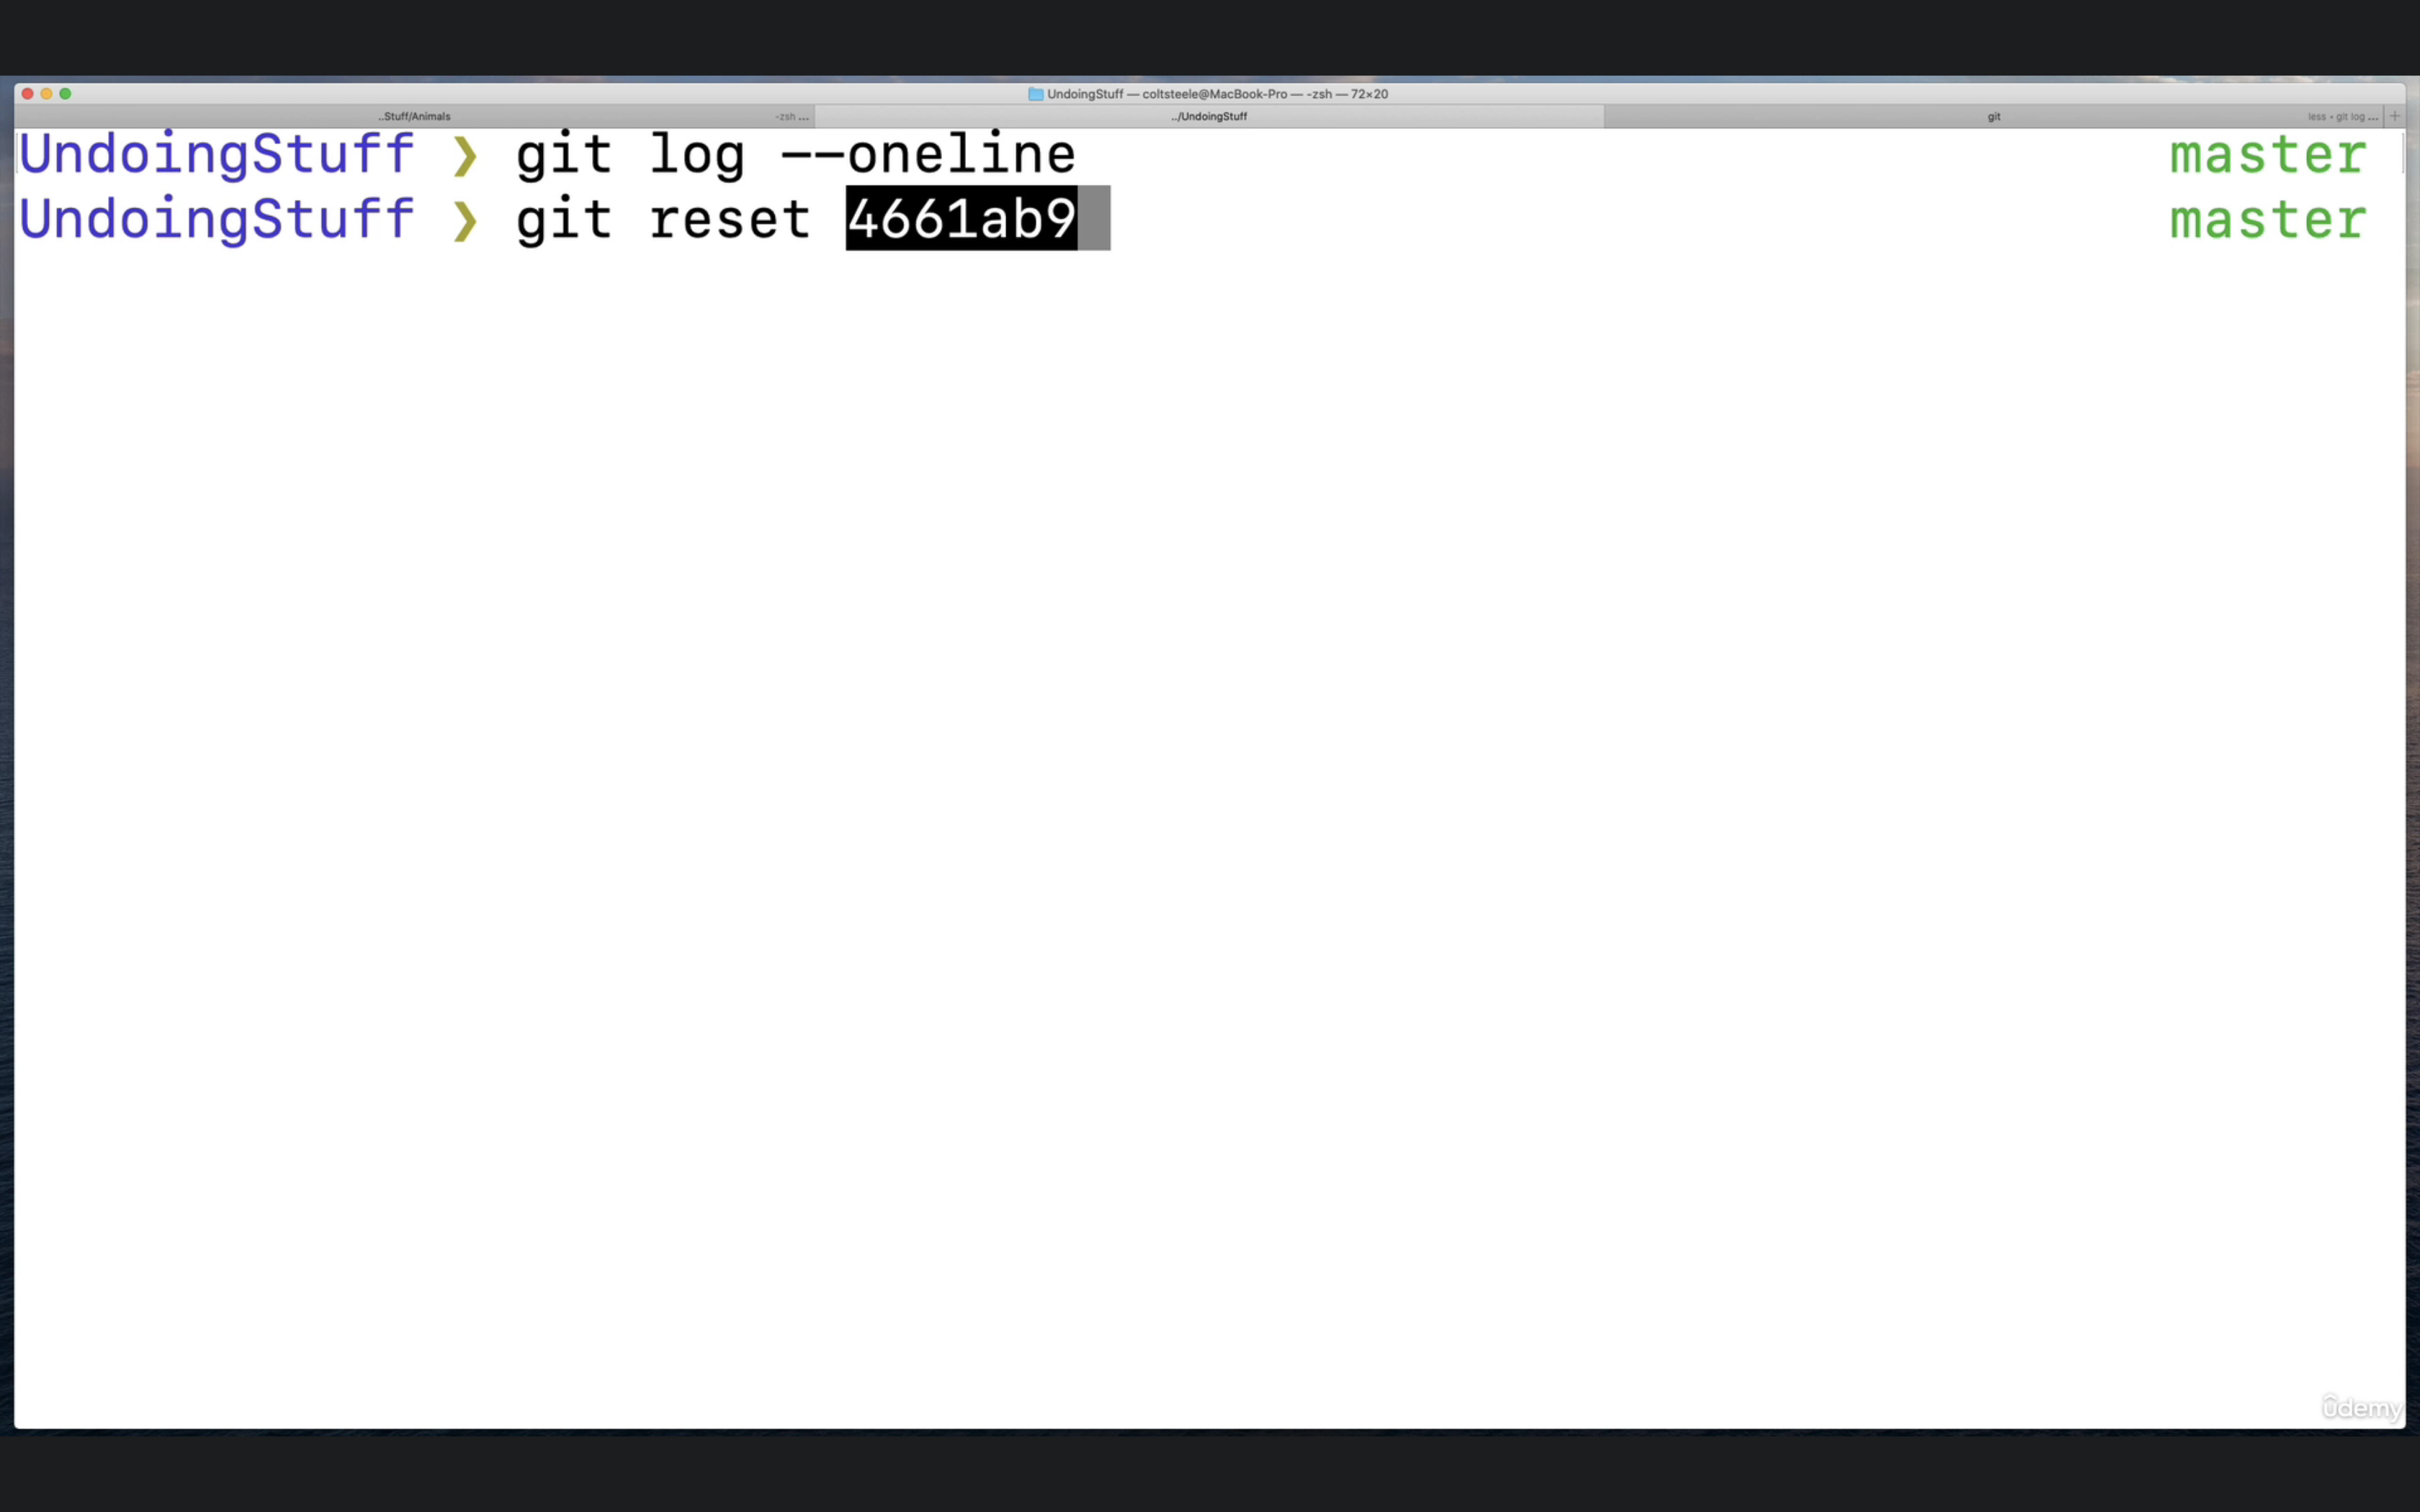 UndoingStuff — coltsteele@MacBook-Pro — -zsh — 72×20
..Stuff/Animals -zsh ... ../UndoingStuff git less • git log ... +
UndoingStuff ❯ git log --oneline master
UndoingStuff ❯ git reset 4661ab9 master
ûdemy